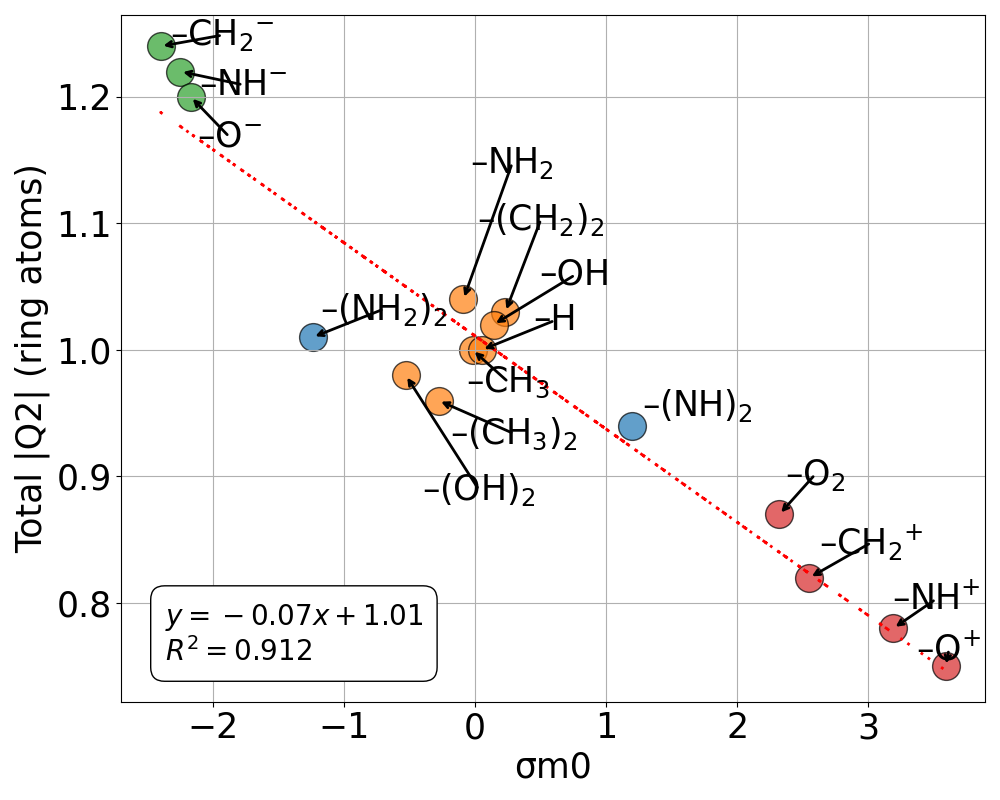 –CH₂⁻
–NH⁻
–O⁻
–NH₂
–(CH₂)₂
–OH
–(NH₂)₂
–H
–CH₃
–(NH)₂
–(CH₃)₂
–(OH)₂
–O₂
–CH₂⁺
–NH⁺
–O⁺
y = −0.07x + 1.01
R² = 0.912
1.2
1.1
1.0
0.9
0.8
−2
−1
0
1
2
3
σm0
Total |Q2| (ring atoms)